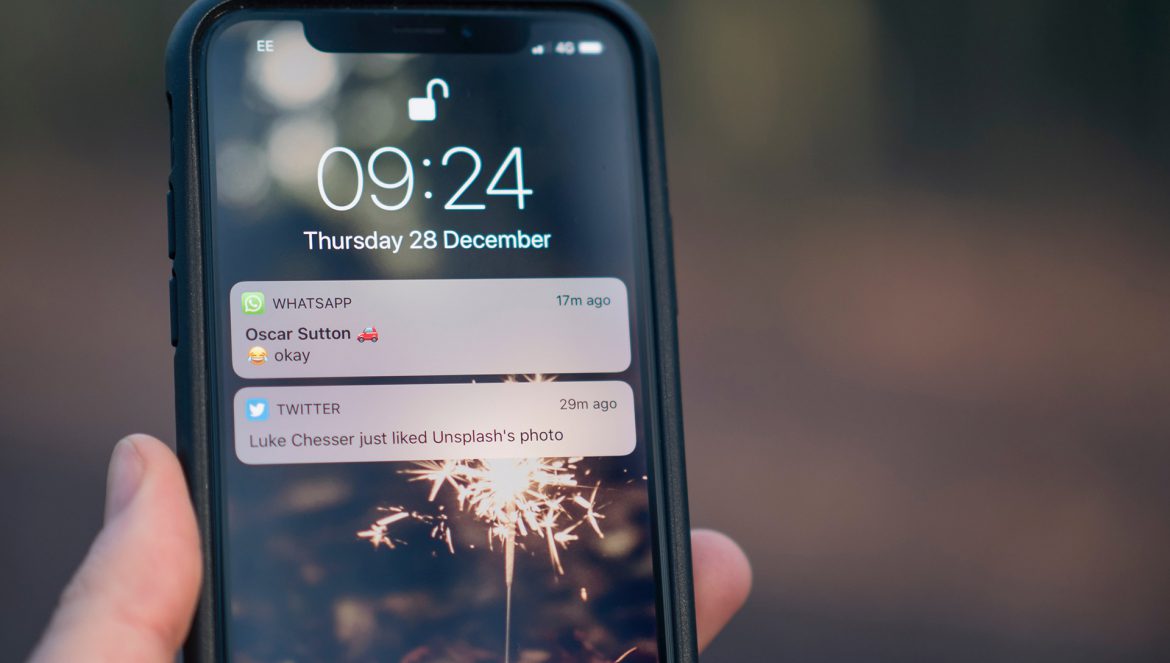 EE 4G
09:24
Thursday 28 December
WHATSAPP 17m ago
Oscar Sutton 🚗
😂 okay
TWITTER 29m ago
Luke Chesser just liked Unsplash's photo